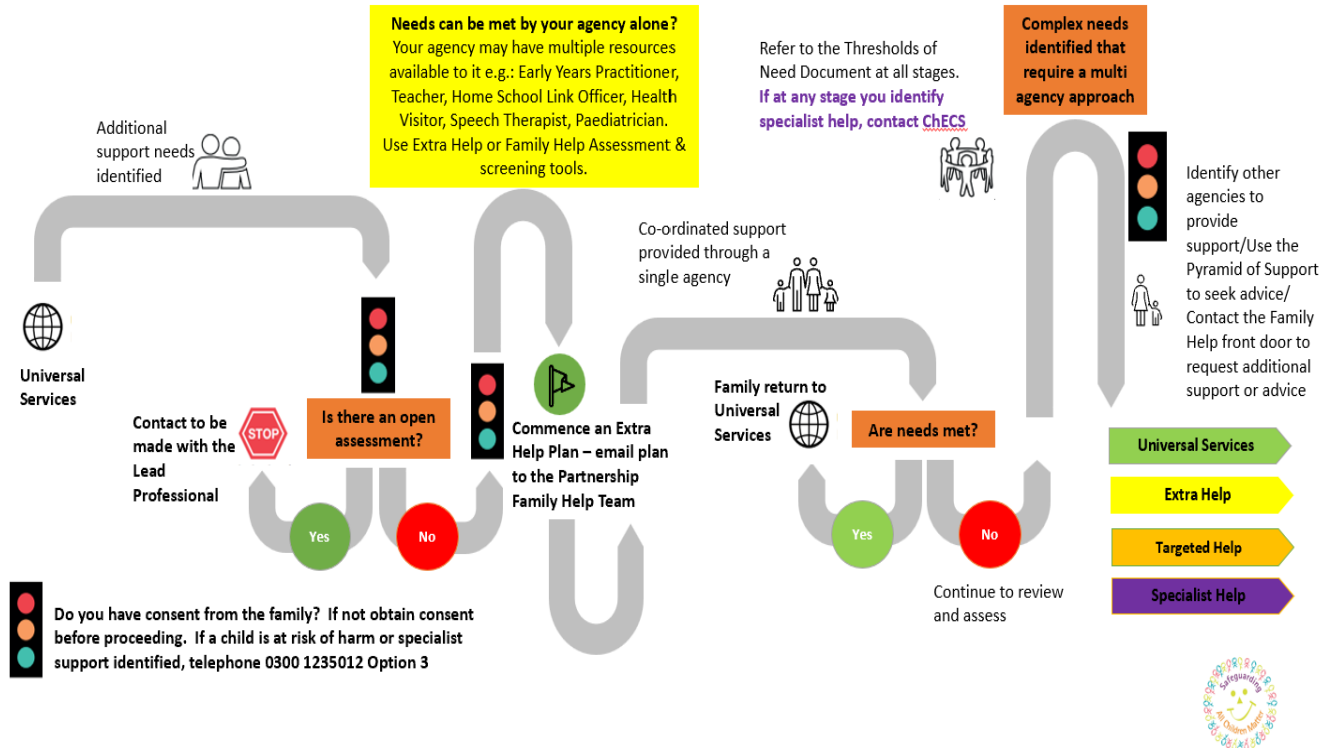 Needs can be met by your agency alone?
Your agency may have multiple resources
available to it e.g.: Early Years Practitioner,
Teacher, Home School Link Officer, Health
Visitor, Speech Therapist, Paediatrician.
Use Extra Help or Family Help Assessment &
screening tools.
Refer to the Thresholds of
Need Document at all stages.
If at any stage you identify
specialist help, contact ChECS
Complex needs
identified that
require a multi
agency approach
Additional
support needs
identified
Identify other
agencies to
provide
support/Use the
Pyramid of Support
to seek advice/
Contact the Family
Help front door to
request additional
support or advice
Co-ordinated support
provided through a
single agency
Universal
Services
Contact to be
made with the
Lead
Professional
STOP
Is there an open
assessment?
Yes
No
Commence an Extra
Help Plan – email plan
to the Partnership
Family Help Team
Family return to
Universal
Services
Are needs met?
Yes
No
Continue to review
and assess
Universal Services
Extra Help
Targeted Help
Specialist Help
Do you have consent from the family?  If not obtain consent
before proceeding.  If a child is at risk of harm or specialist
support identified, telephone 0300 1235012 Option 3
Safeguarding
All Children Matter